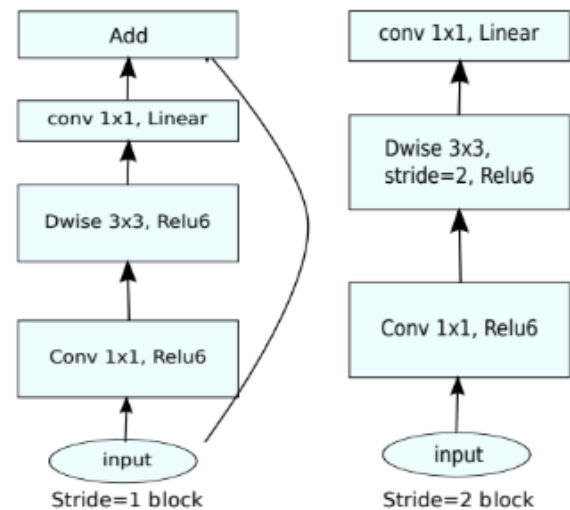 Add
conv 1x1, Linear
Dwise 3x3, Relu6
Conv 1x1, Relu6
input
Stride=1 block
conv 1x1, Linear
Dwise 3x3,
stride=2, Relu6
Conv 1x1, Relu6
input
Stride=2 block